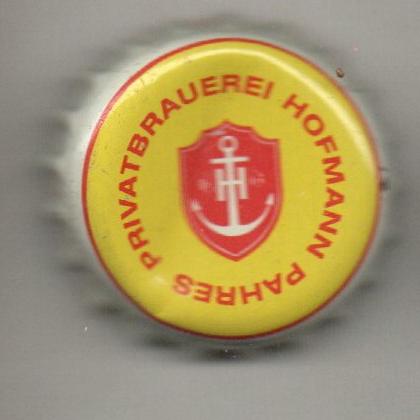 PRIVATBRAUEREI HOFMANN PAHRES
H